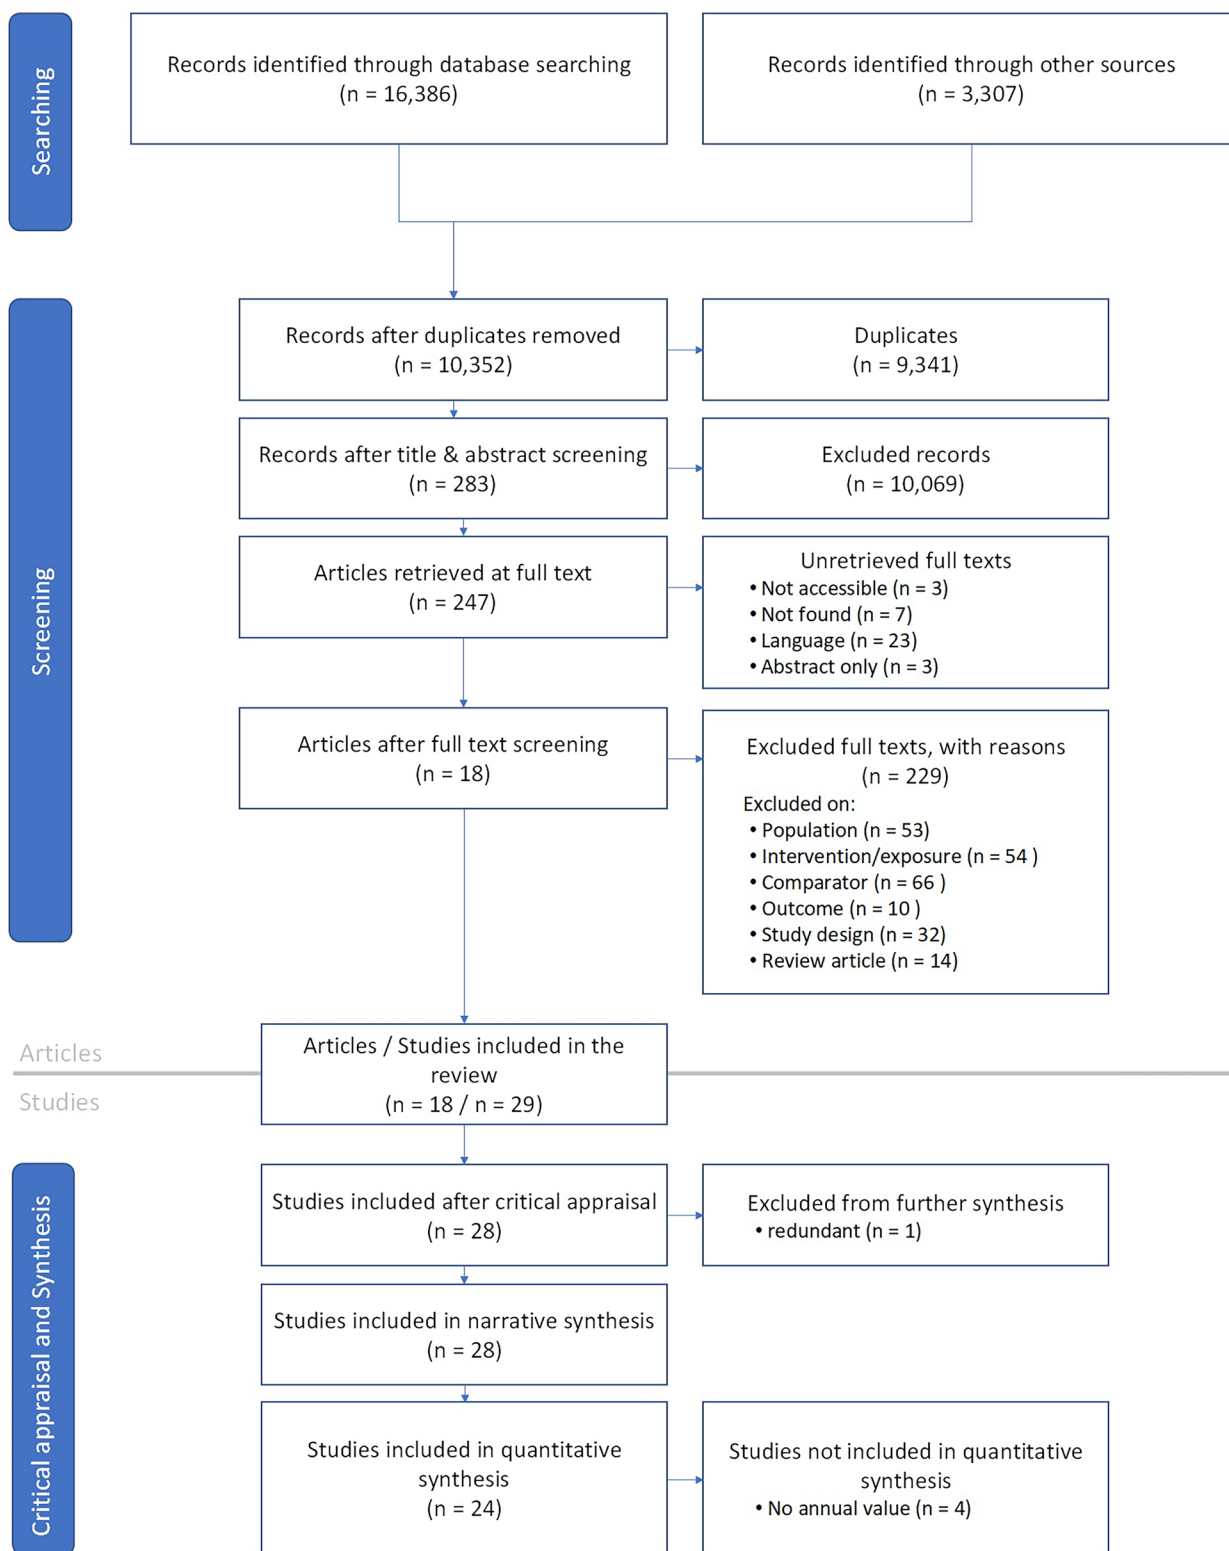 Searching
Records identified through database searching
(n = 16,386)
Records identified through other sources
(n = 3,307)
Screening
Records after duplicates removed
(n = 10,352)
Duplicates
(n = 9,341)
Records after title & abstract screening
(n = 283)
Excluded records
(n = 10,069)
Articles retrieved at full text
(n = 247)
Unretrieved full texts
• Not accessible (n = 3)
• Not found (n = 7)
• Language (n = 23)
• Abstract only (n = 3)
Articles after full text screening
(n = 18)
Excluded full texts, with reasons
(n = 229)
Excluded on:
• Population (n = 53)
• Intervention/exposure (n = 54 )
• Comparator (n = 66 )
• Outcome (n = 10 )
• Study design (n = 32)
• Review article (n = 14)
Articles
Studies
Articles / Studies included in the
review
(n = 18 / n = 29)
Critical appraisal and Synthesis
Studies included after critical appraisal
(n = 28)
Excluded from further synthesis
• redundant (n = 1)
Studies included in narrative synthesis
(n = 28)
Studies included in quantitative
synthesis
(n = 24)
Studies not included in quantitative
synthesis
• No annual value (n = 4)